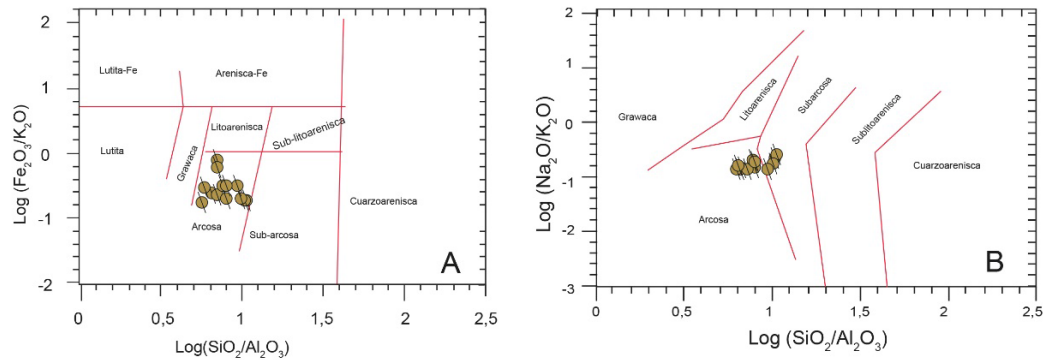 2
1
0
-1
-2
0
0,5
1
1,5
2
2,5
Log (Fe₂O₃/K₂O)
Log(SiO₂/Al₂O₃)
Lutita-Fe
Arenisca-Fe
Lutita
Grawaca
Litoarenisca
Sub-litoarenisca
Arcosa
Sub-arcosa
Cuarzoarenisca
A
2
1
0
-1
-2
-3
0
0,5
1
1,5
2
2,5
Log (Na₂O/K₂O)
Log (SiO₂/Al₂O₃)
Grawaca
Litoarenisca
Subarcosa
Sublitoarenisca
Cuarzoarenisca
Arcosa
B